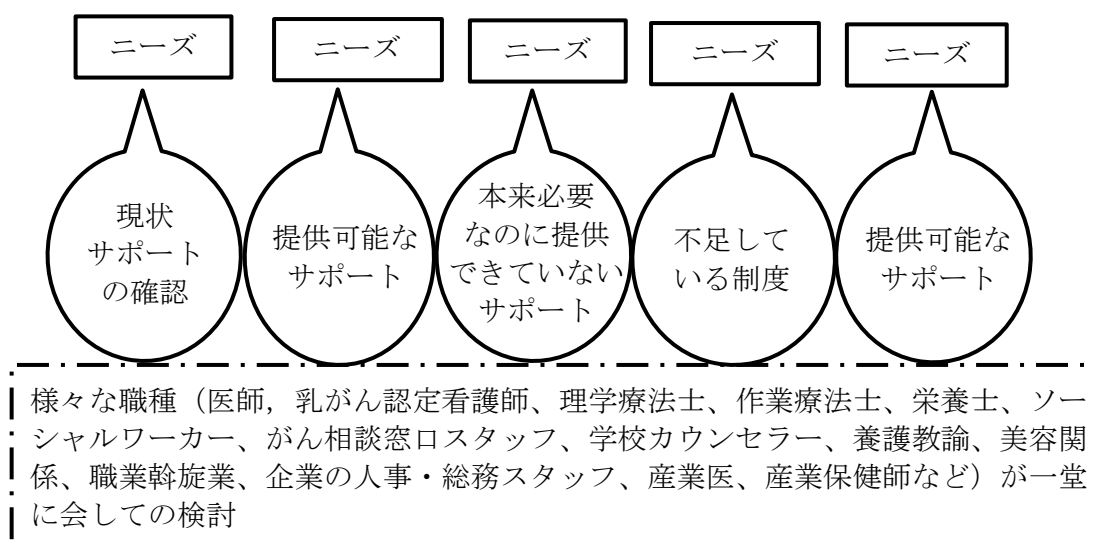 ニーズ
ニーズ
ニーズ
ニーズ
ニーズ
現状
サポート
の確認
提供可能な
サポート
本来必要
なのに提供
できていない
サポート
不足して
いる制度
提供可能な
サポート
様々な職種(医師,乳がん認定看護師、理学療法士、作業療法士、栄養士、ソー
シャルワーカー、がん相談窓口スタッフ、学校カウンセラー、養護教諭、美容関
係、職業斡旋業、企業の人事・総務スタッフ、産業医、産業保健師など)が一堂
に会しての検討